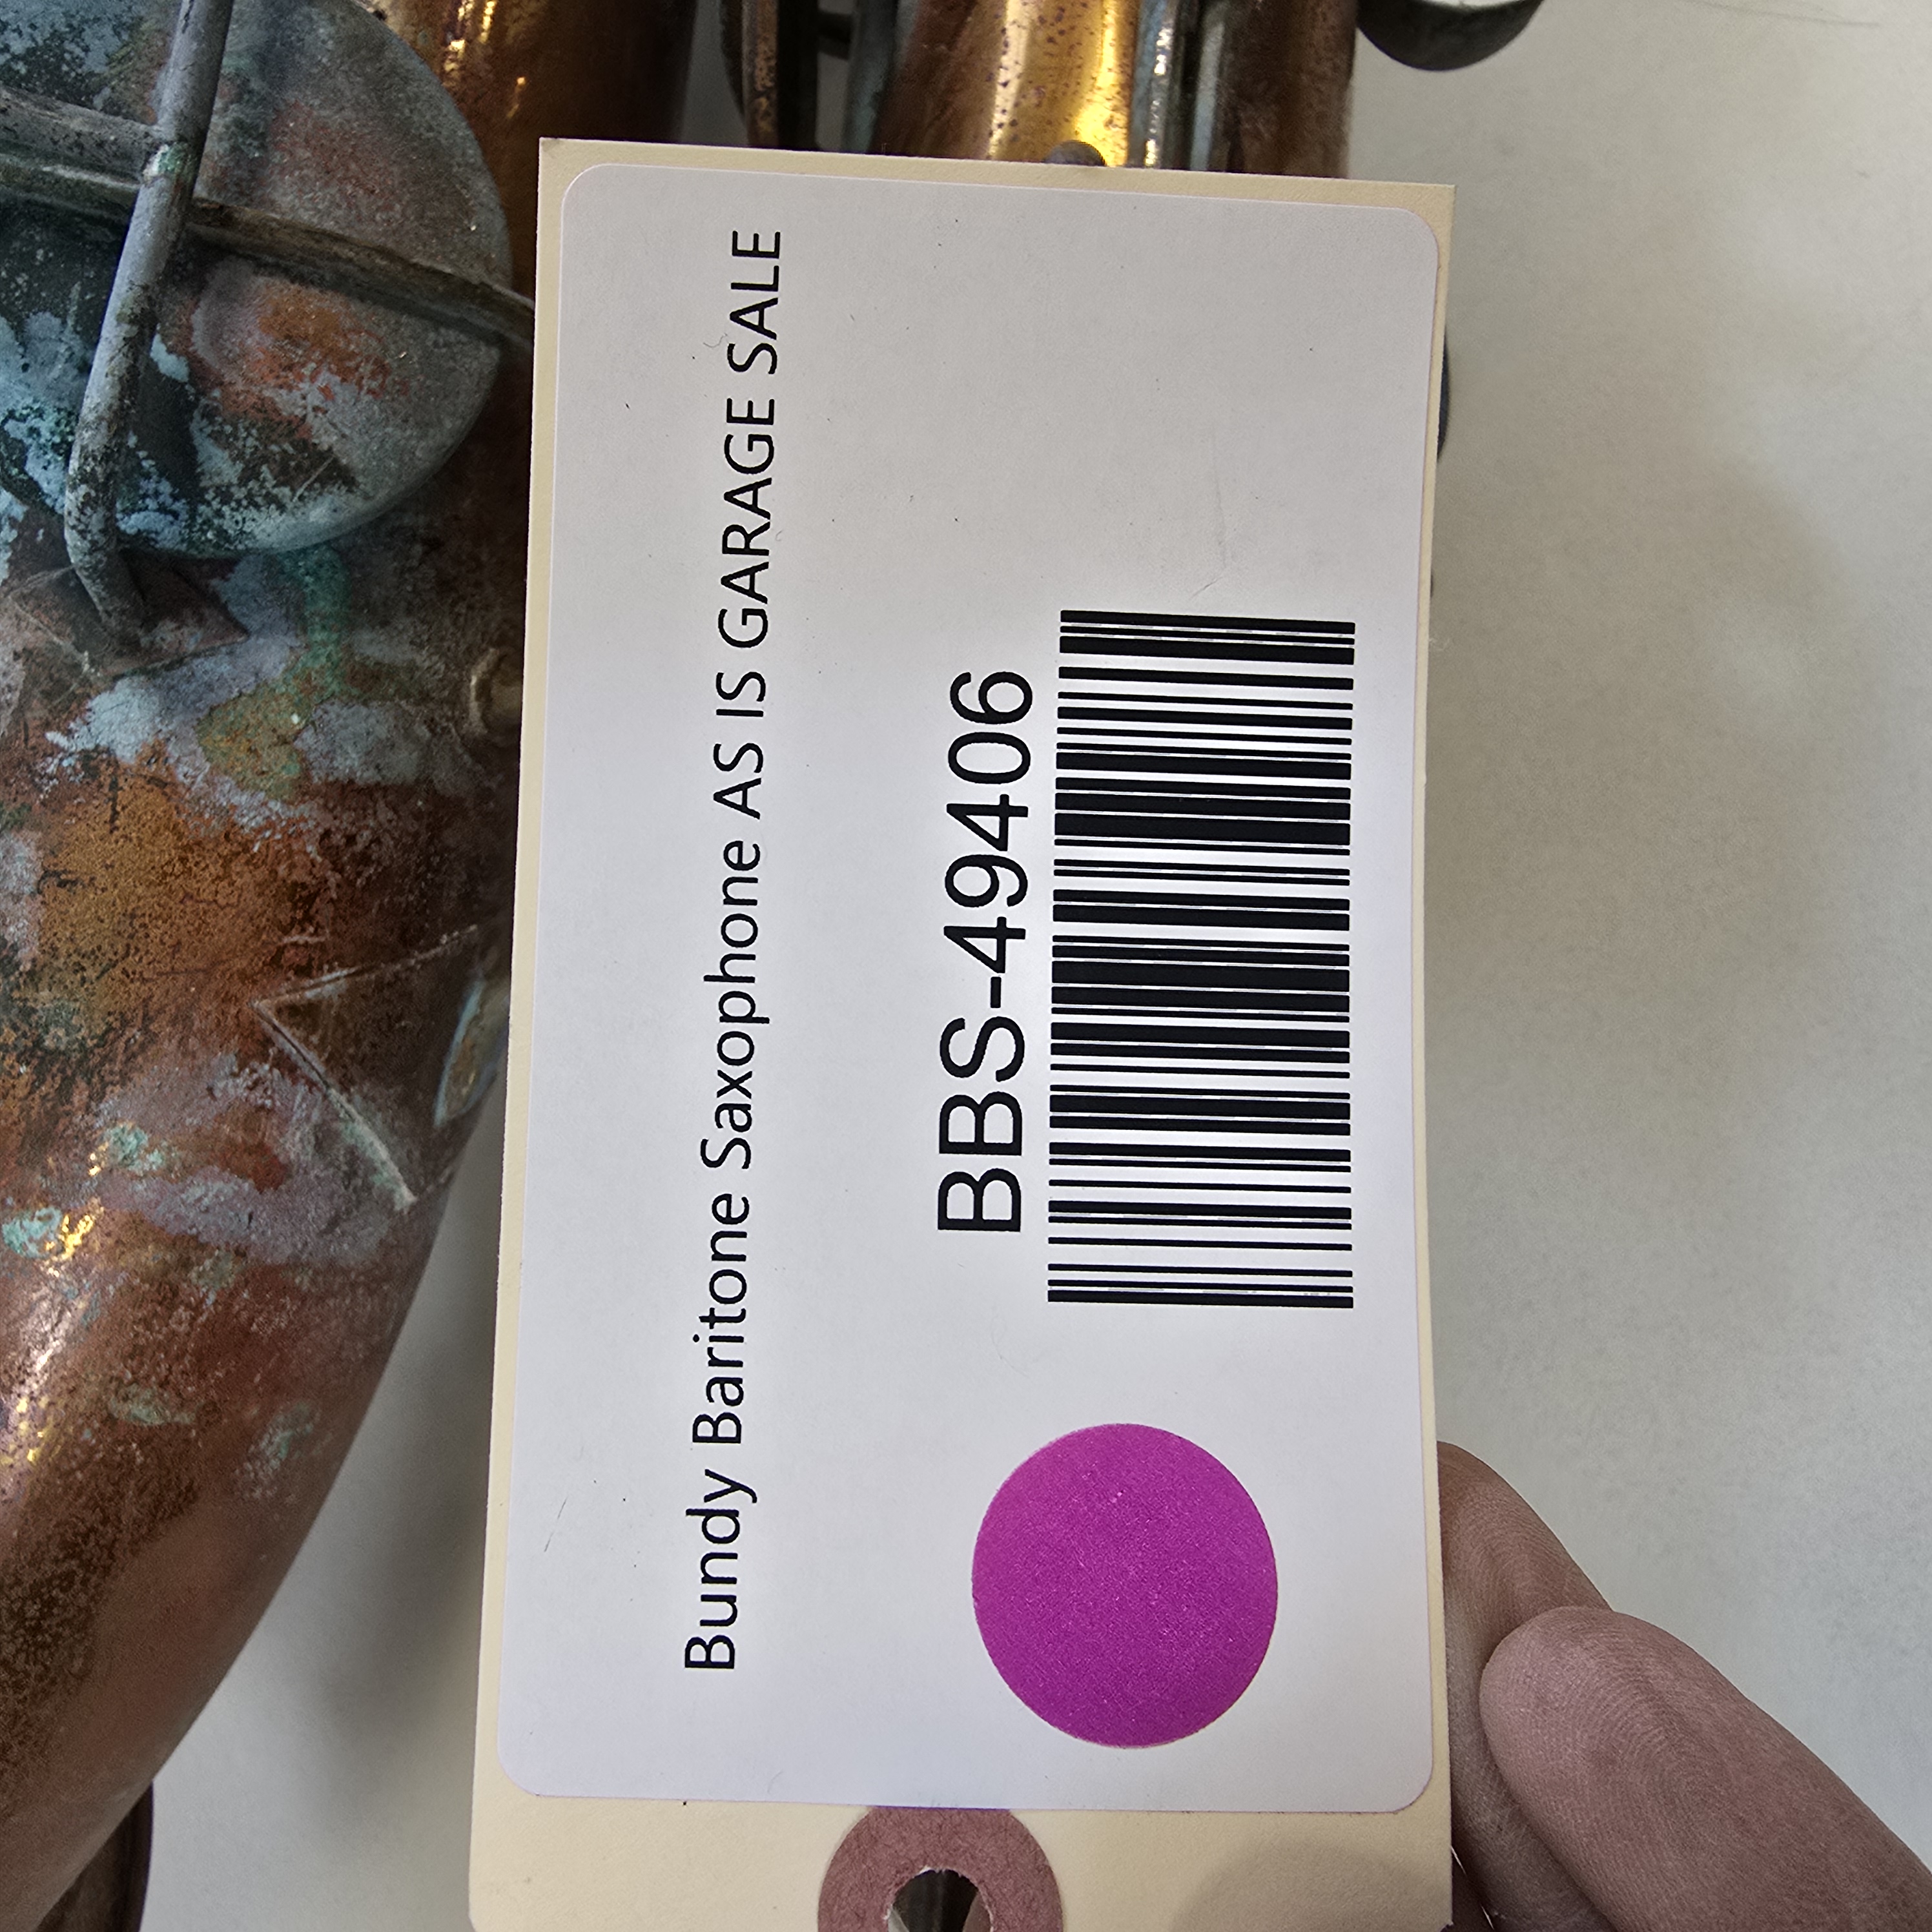 Bundy Baritone Saxophone AS IS GARAGE SALE
BBS-49406